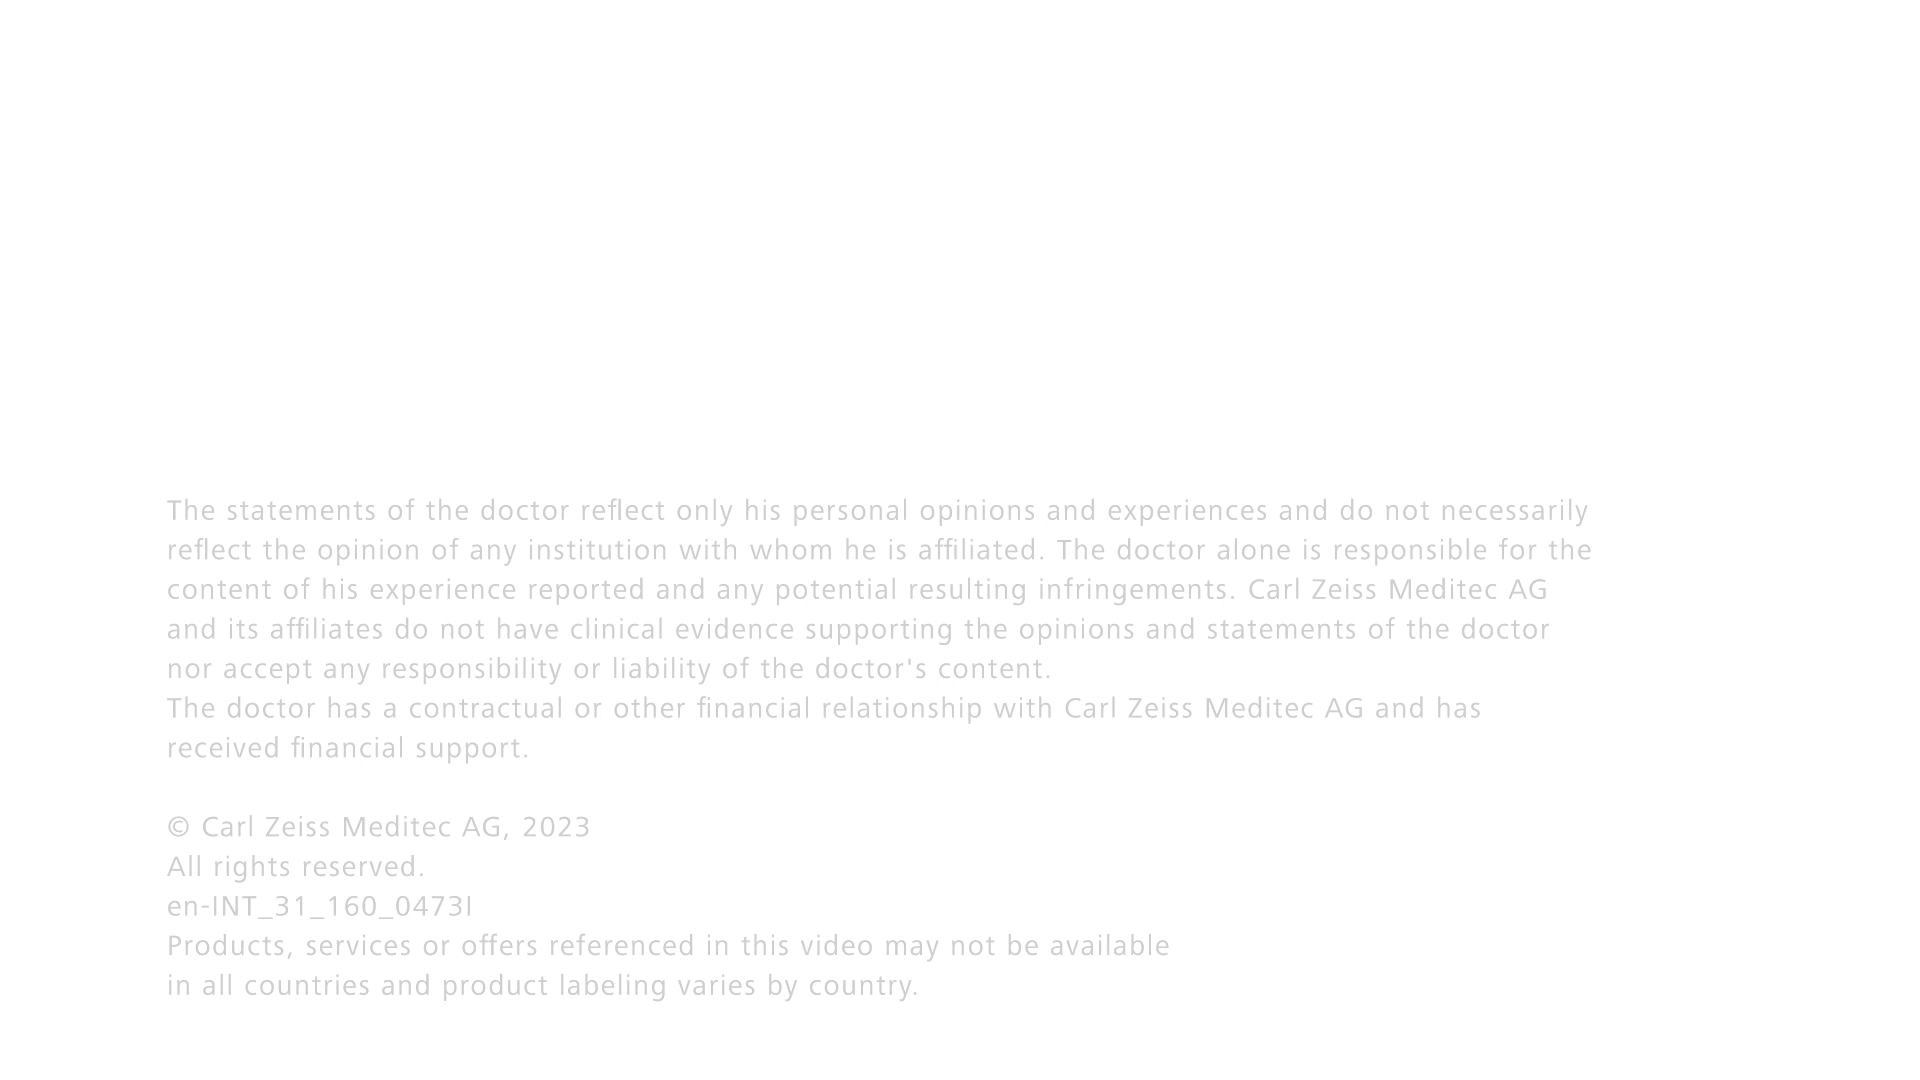 The statements of the doctor reflect only his personal opinions and experiences and do not necessarily
reflect the opinion of any institution with whom he is affiliated. The doctor alone is responsible for the
content of his experience reported and any potential resulting infringements. Carl Zeiss Meditec AG
and its affiliates do not have clinical evidence supporting the opinions and statements of the doctor
nor accept any responsibility or liability of the doctor's content.
The doctor has a contractual or other financial relationship with Carl Zeiss Meditec AG and has
received financial support.
© Carl Zeiss Meditec AG, 2023
All rights reserved.
en-INT_31_160_0473I
Products, services or offers referenced in this video may not be available
in all countries and product labeling varies by country.